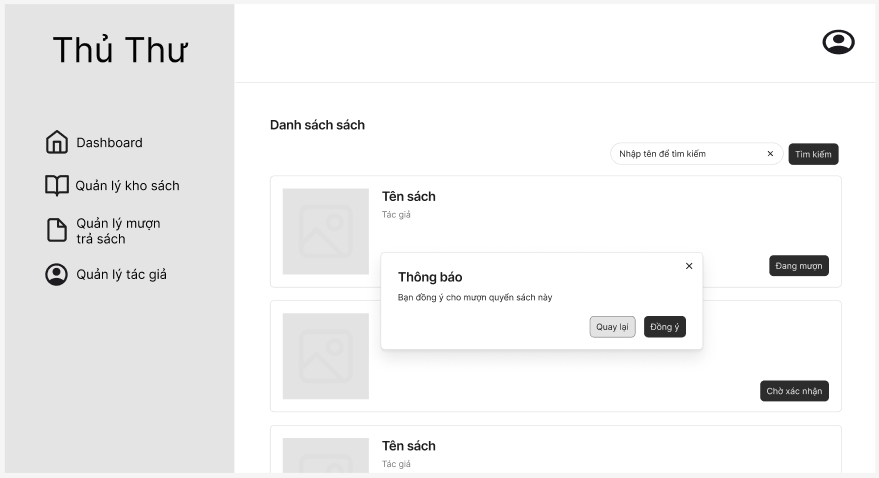 Thủ Thư
Dashboard
Quản lý kho sách
Quản lý mượn
trả sách
Quản lý tác giả
Danh sách sách
Nhập tên để tìm kiếm
Tìm kiếm
Tên sách
Tác giả
Đang mượn
Thông báo
Bạn đồng ý cho mượn quyển sách này
Quay lại
Đồng ý
Chờ xác nhận
Tên sách
Tác giả